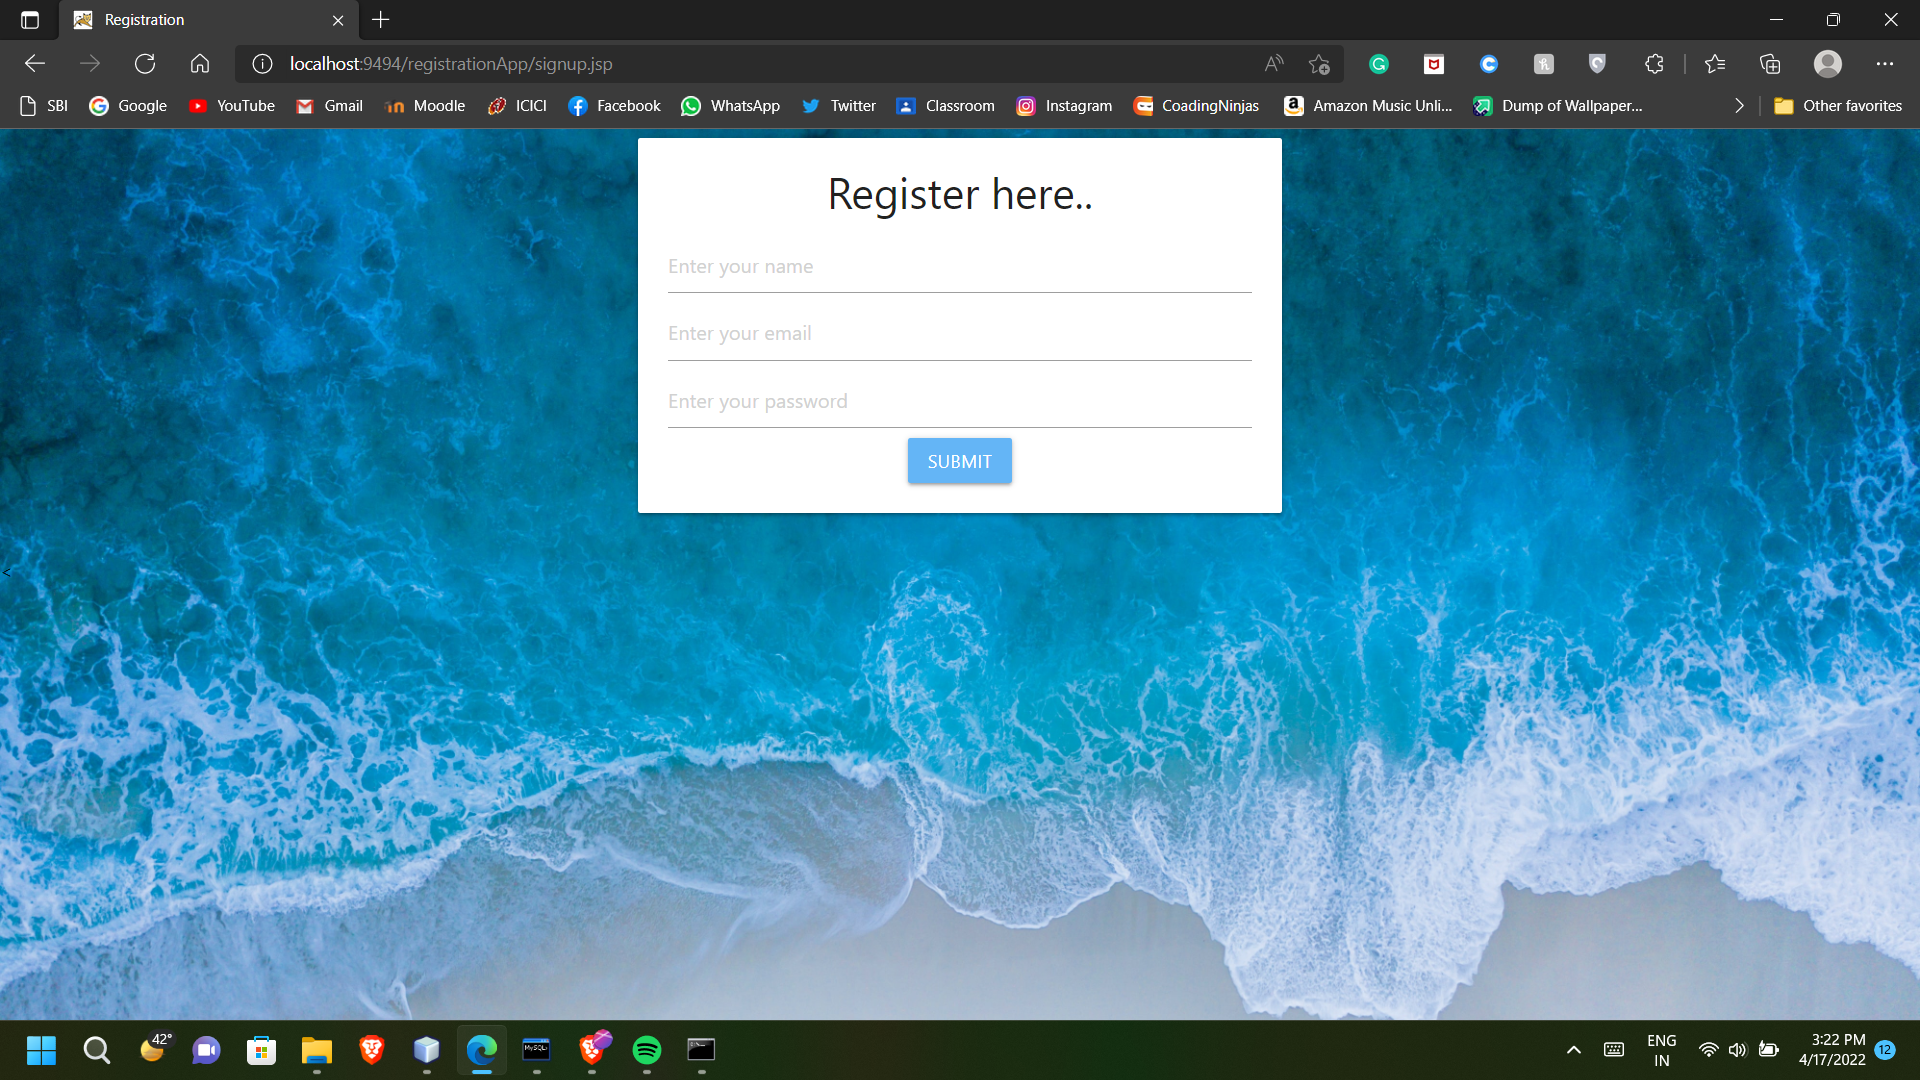 Registration
localhost:9494/registrationApp/signup.jsp
SBI Google YouTube Gmail Moodle ICICI Facebook WhatsApp Twitter Classroom Instagram CoadingNinjas Amazon Music Unli... Dump of Wallpaper... Other favorites
Register here..
Enter your name
Enter your email
Enter your password
SUBMIT
<
42°
MySQL
ENG
IN
3:22 PM
4/17/2022
12